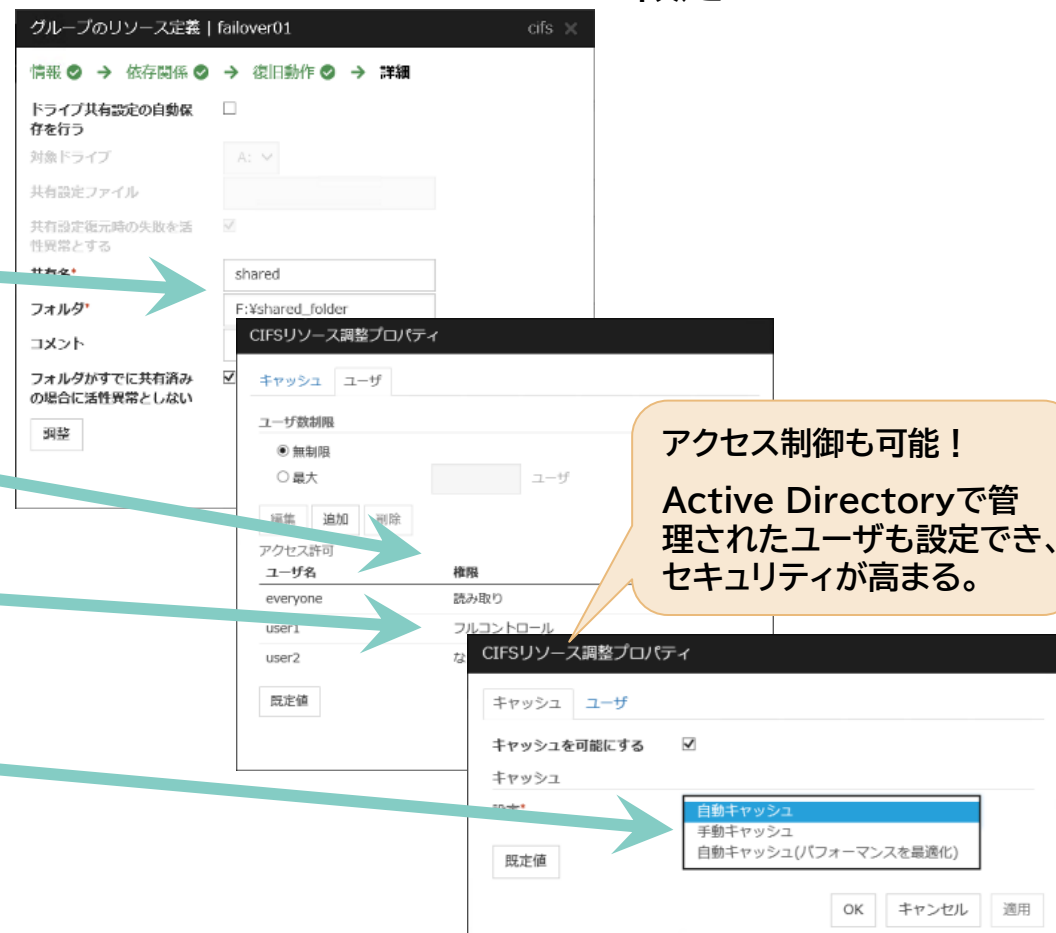 グループのリソース定義 | failover01 cifs ×
情報 → 依存関係 → 復旧動作 → 詳細
ドライブ共有設定の自動保
存を行う
対象ドライブ A:
共有設定ファイル
共有設定復元時の失敗を活
性異常とする
共有名* shared
フォルダ* F:¥shared_folder
コメント
フォルダがすでに共有済み
の場合に活性異常としない
調整
CIFSリソース調整プロパティ
キャッシュ ユーザ
ユーザ数制限
無制限
最大 ユーザ
編集 追加 削除
アクセス許可
ユーザ名 権限
everyone 読み取り
user1 フルコントロール
user2 な
既定値
アクセス制御も可能！
Active Directoryで管
理されたユーザも設定でき、
セキュリティが高まる。
CIFSリソース調整プロパティ
キャッシュ ユーザ
キャッシュを可能にする
キャッシュ
設定*
自動キャッシュ
手動キャッシュ
自動キャッシュ(パフォーマンスを最適化)
既定値
OK キャンセル 適用